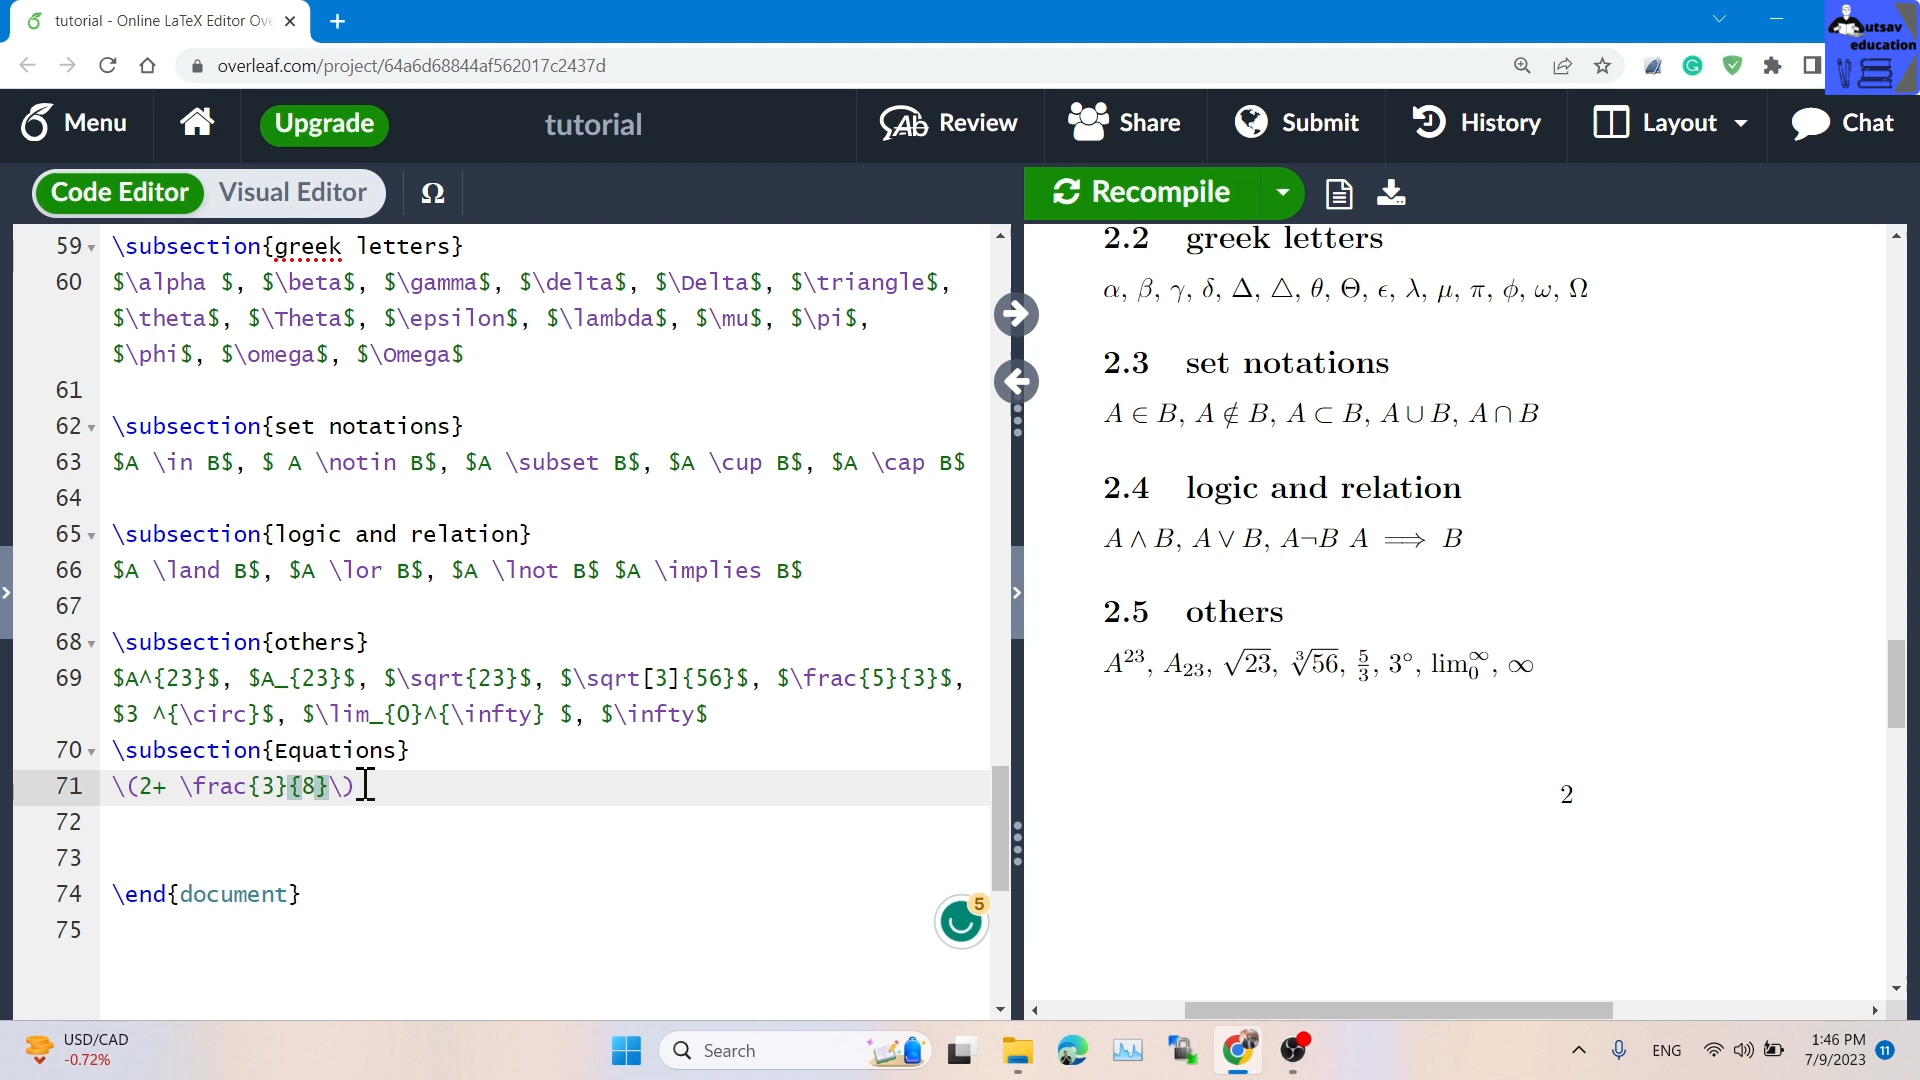 tutorial - Online LaTeX Editor Ove
overleaf.com/project/64a6d68844af562017c2437d
utsav
education
Menu
Upgrade
tutorial
Review
Share
Submit
History
Layout
Chat
Code Editor
Visual Editor
Ω
Recompile
59 \subsection{greek letters}
60 $\alpha $, $\beta$, $\gamma$, $\delta$, $\Delta$, $\triangle$,
$\theta$, $\Theta$, $\epsilon$, $\lambda$, $\mu$, $\pi$,
$\phi$, $\omega$, $\Omega$
61
62 \subsection{set notations}
63 $A \in B$, $ A \notin B$, $A \subset B$, $A \cup B$, $A \cap B$
64
65 \subsection{logic and relation}
66 $A \land B$, $A \lor B$, $A \lnot B$ $A \implies B$
67
68 \subsection{others}
69 $A^{23}$, $A_{23}$, $\sqrt{23}$, $\sqrt[3]{56}$, $\frac{5}{3}$,
$3 ^{\circ}$, $\lim_{0}^{\infty} $, $\infty$
70 \subsection{Equations}
71 \(2+ \frac{3}{8}\)
72
73
74 \end{document}
75
5
2.2 greek letters
α, β, γ, δ, Δ, △, θ, Θ, ϵ, λ, μ, π, ϕ, ω, Ω
2.3 set notations
A ∈ B, A ∉ B, A ⊂ B, A ∪ B, A ∩ B
2.4 logic and relation
A ∧ B, A ∨ B, A¬B A ⟹ B
2.5 others
A²³, A₂₃, √23, ∛56, 5/3, 3°, lim₀^∞, ∞
2
USD/CAD
-0.72%
Search
ENG
1:46 PM
7/9/2023
11